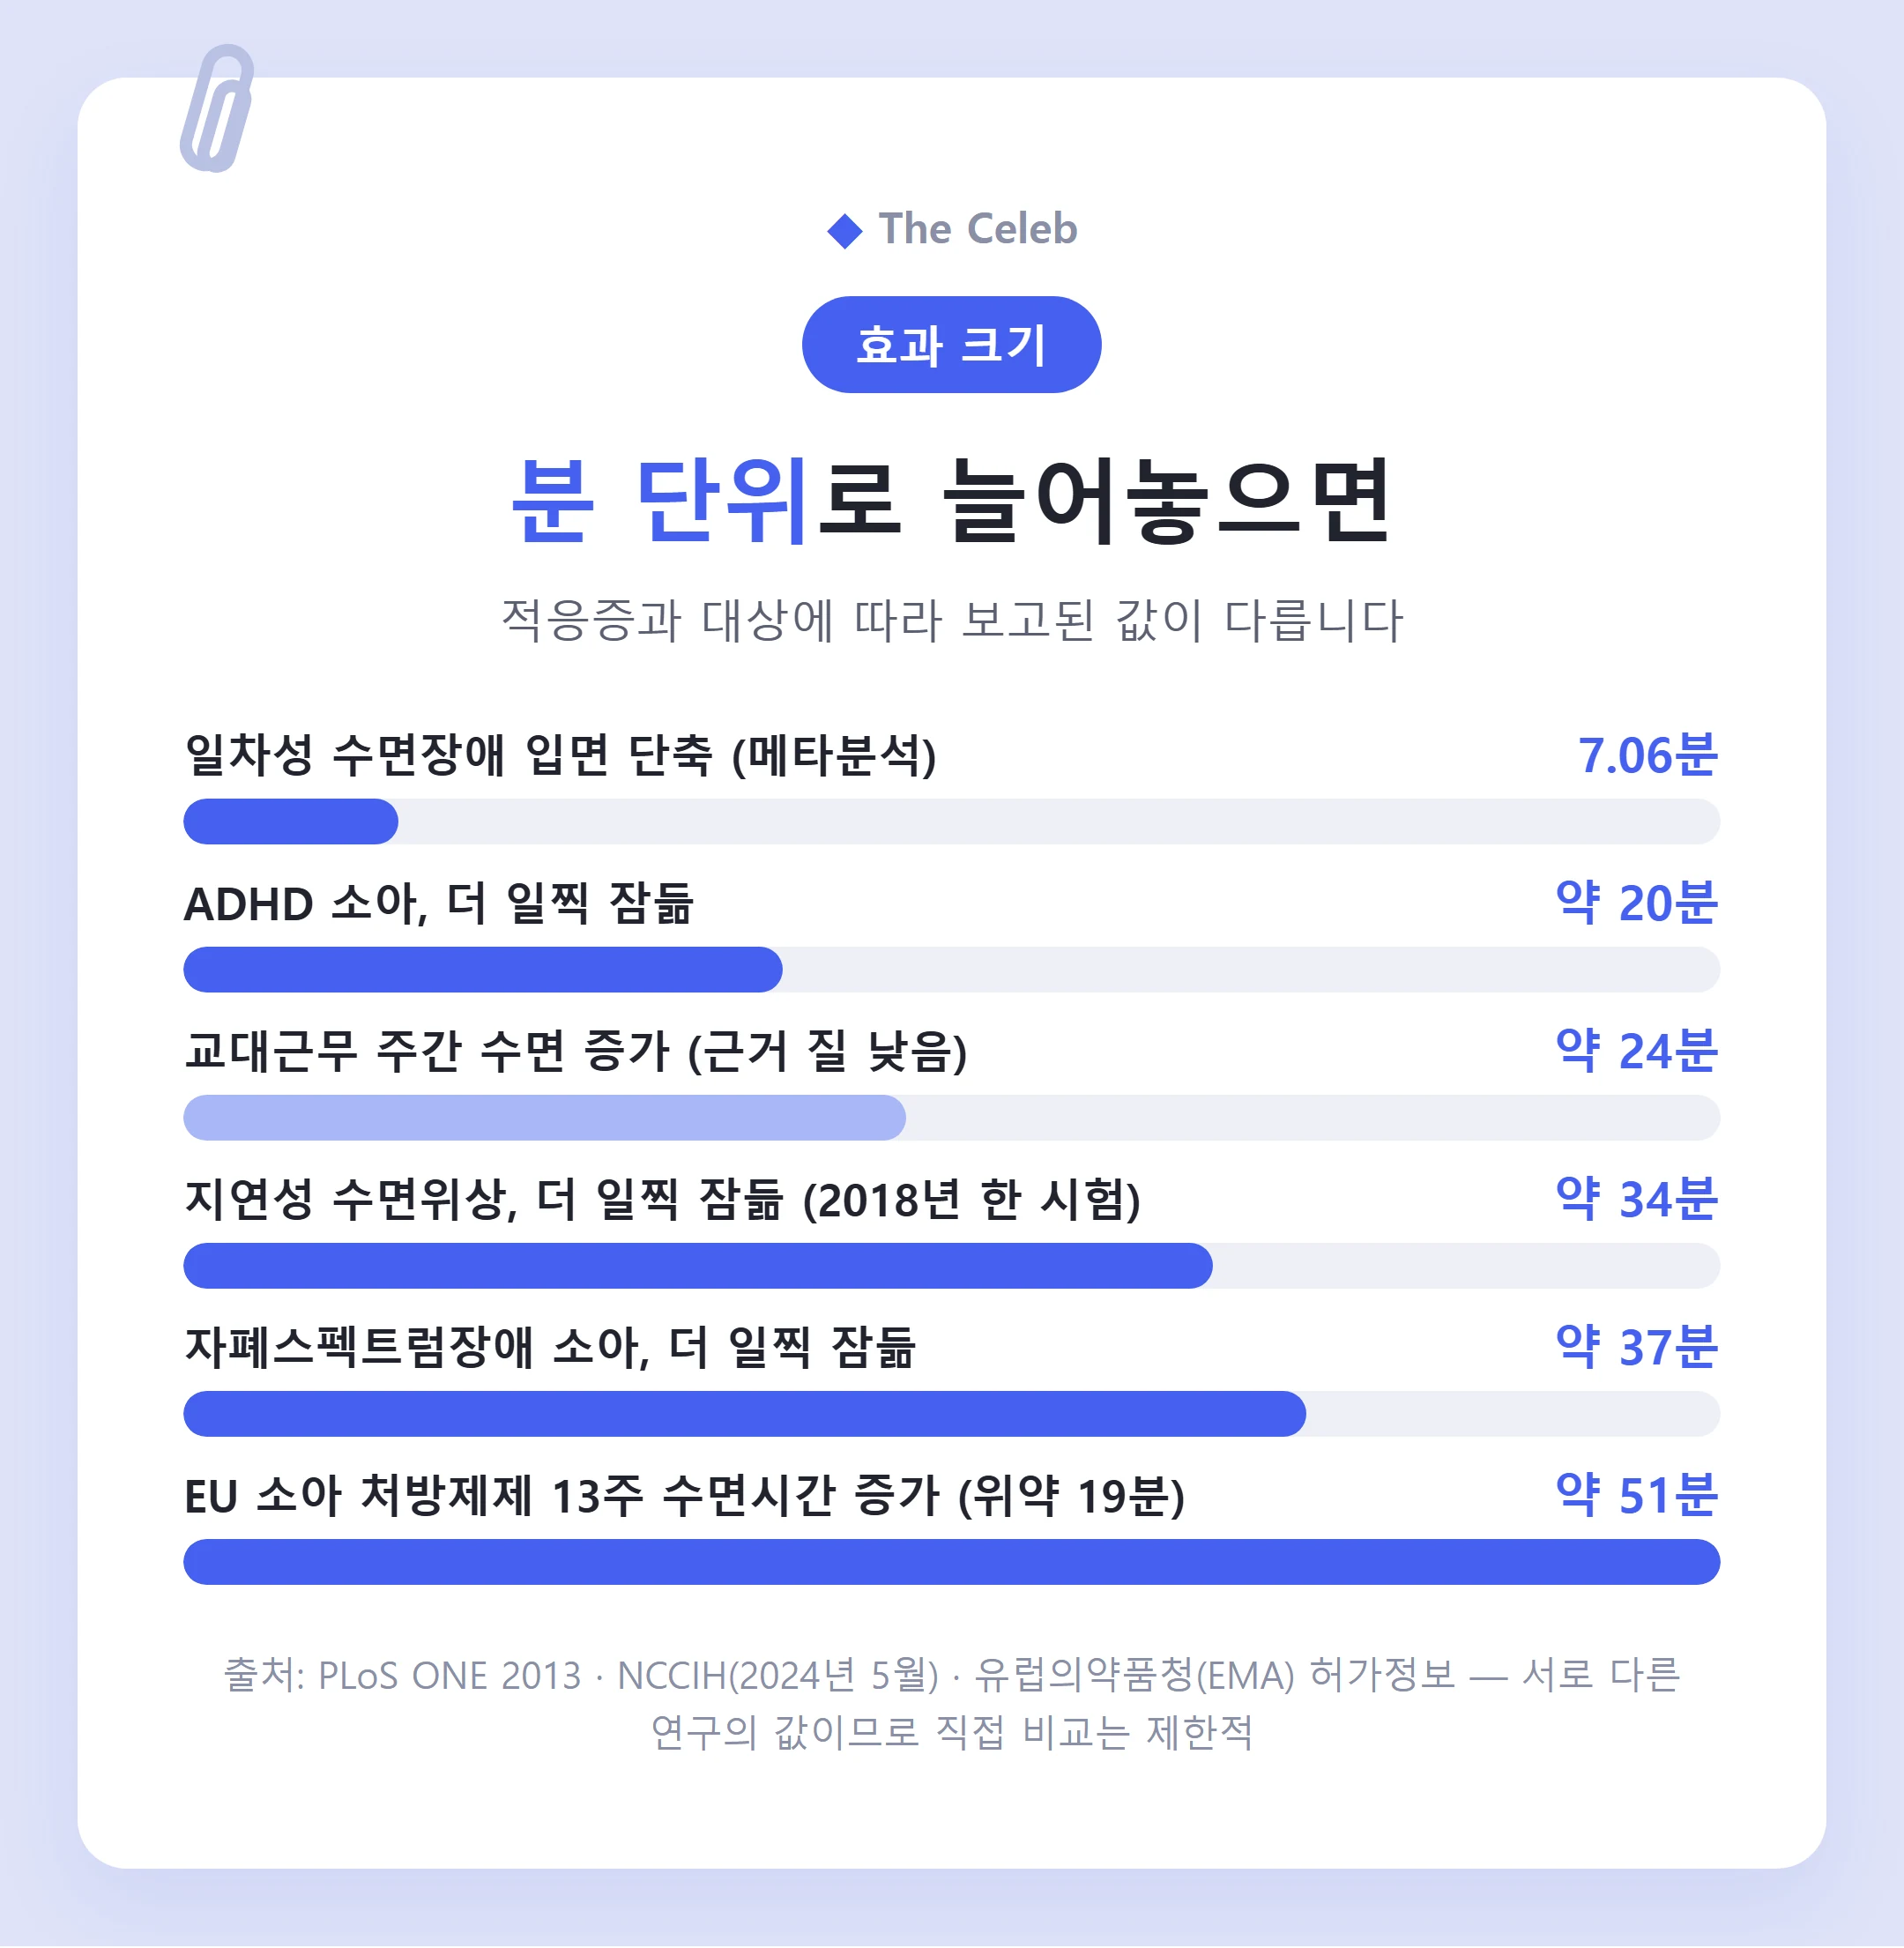 The Celeb
효과 크기
분 단위로 늘어놓으면
적응증과 대상에 따라 보고된 값이 다릅니다
일차성 수면장애 입면 단축 (메타분석) 7.06분
ADHD 소아, 더 일찍 잠듦 약 20분
교대근무 주간 수면 증가 (근거 질 낮음) 약 24분
지연성 수면위상, 더 일찍 잠듦 (2018년 한 시험) 약 34분
자폐스펙트럼장애 소아, 더 일찍 잠듦 약 37분
EU 소아 처방제제 13주 수면시간 증가 (위약 19분) 약 51분
출처: PLoS ONE 2013 · NCCIH(2024년 5월) · 유럽의약품청(EMA) 허가정보 — 서로 다른
연구의 값이므로 직접 비교는 제한적